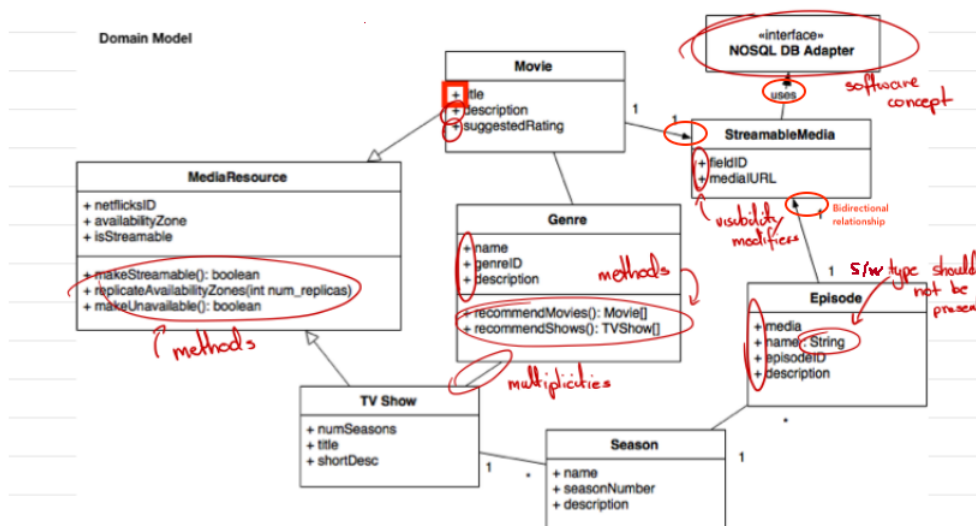 Domain Model
«interface»
NOSQL DB Adapter
software
concept
uses
Movie
+ title
+ description
+ suggestedRating
1
1
StreamableMedia
+ fieldID
+ mediaIURL
visibility
modifiers
1
Bidirectional
relationship
1
MediaResource
+ netflicksID
+ availabilityZone
+ isStreamable
+ makeStreamable(): boolean
+ replicateAvailabilityZones(int num_replicas)
+ makeUnavailable(): boolean
methods
Genre
+ name
+ genreID
+ description
methods
+ recommendMovies(): Movie[]
+ recommendShows(): TVShow[]
multiplicities
S/W type should
not be
present
Episode
+ media
+ name : String
+ episodeID
+ description
*
TV Show
+ numSeasons
+ title
+ shortDesc
1
*
Season
+ name
+ seasonNumber
+ description
1